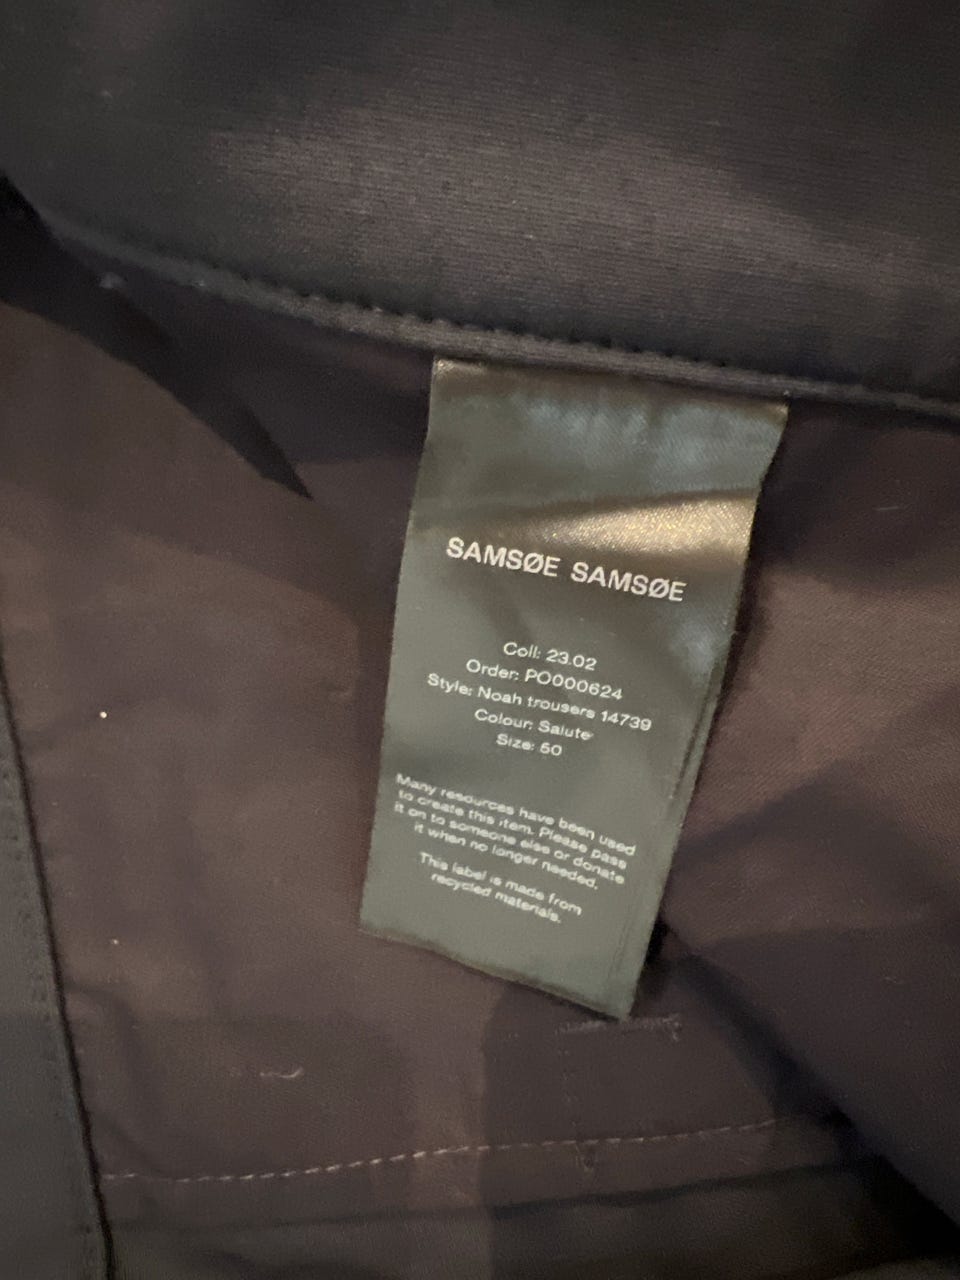 SAMSØE SAMSØE
Coll: 23.02
Order: PO000624
Style: Noah trousers 14739
Colour: Salute
Size: 50
Many resources have been used
to create this item. Please pass
it on to someone else or donate
it when no longer needed.
This label is made from
recycled materials.